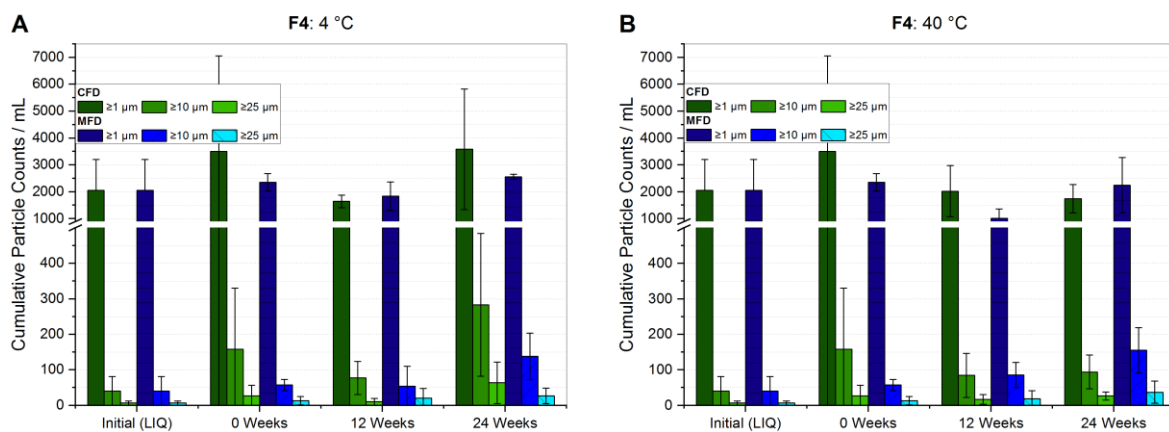 A
F4: 4 °C
Cumulative Particle Counts / mL
7000
6000
5000
4000
3000
2000
1000
400
300
200
100
0
CFD
≥1 μm ≥10 μm ≥25 μm
MFD
≥1 μm ≥10 μm ≥25 μm
Initial (LIQ) 0 Weeks 12 Weeks 24 Weeks
B
F4: 40 °C
Cumulative Particle Counts / mL
7000
6000
5000
4000
3000
2000
1000
400
300
200
100
0
CFD
≥1 μm ≥10 μm ≥25 μm
MFD
≥1 μm ≥10 μm ≥25 μm
Initial (LIQ) 0 Weeks 12 Weeks 24 Weeks